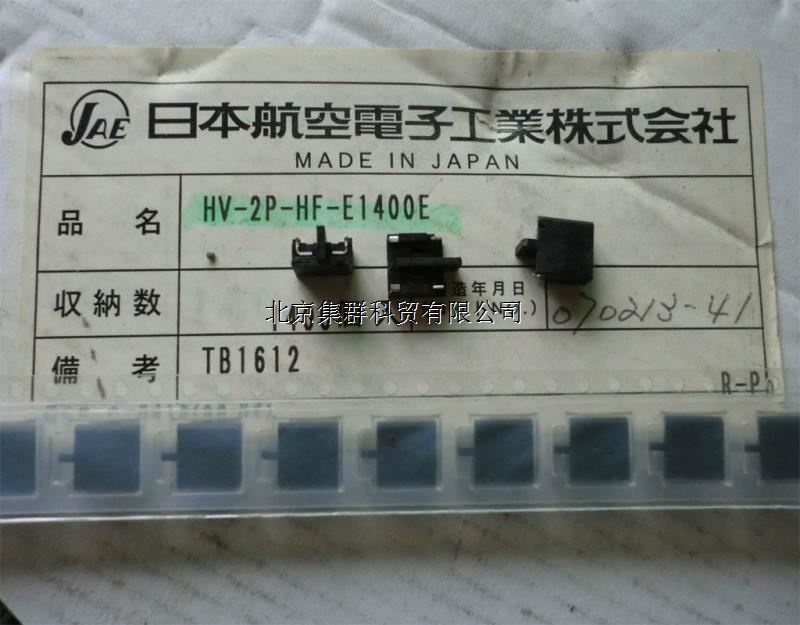 JAE 日本航空電子工業株式会社
MADE IN JAPAN
品名 HV-2P-HF-E1400E
収納数 造年月日 070213-41
北京集群科贸有限公司
備考 TB1612